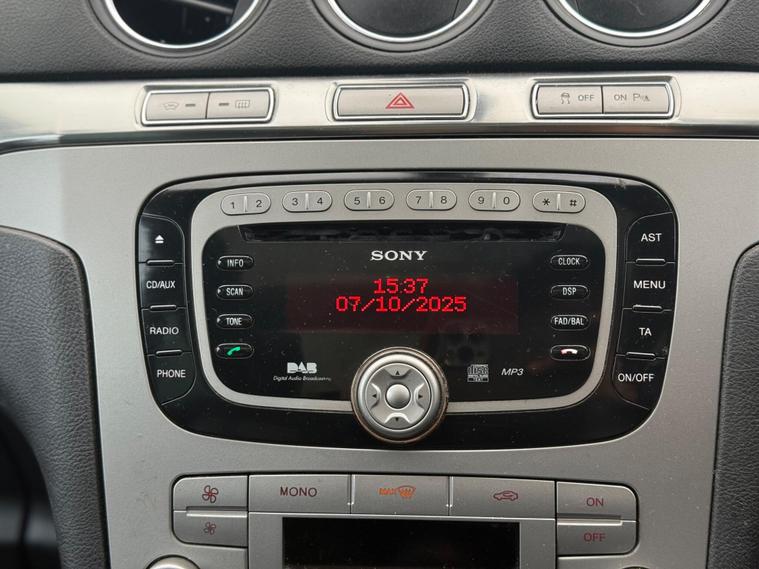 OFF ON P
1 2 3 4 5 6 7 8 9 0 * #
SONY
AST
INFO
CLOCK
CD/AUX
SCAN
15:37
DSP
MENU
07/10/2025
RADIO
TONE
FAD/BAL
TA
PHONE
DAB
Digital Audio Broadcasting
disc
MP3
ON/OFF
MONO
MAX
ON
OFF